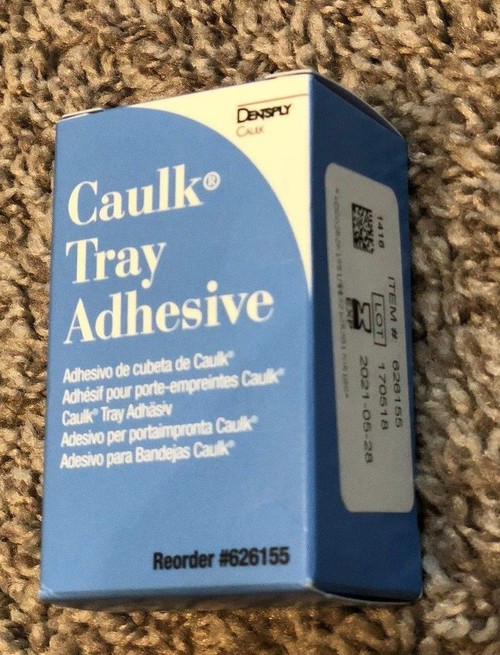 DENTSPLY
CAULK
Caulk®
Tray
Adhesive
Adhesivo de cubeta de Caulk®
Adhésif pour porte-empreintes Caulk®
Caulk® Tray Adhäsiv
Adesivo per portaimpronta Caulk®
Adesivo para Bandejas Caulk®
Reorder #626155
ITEM # 626155
LOT 170518
2021-05-28
1416